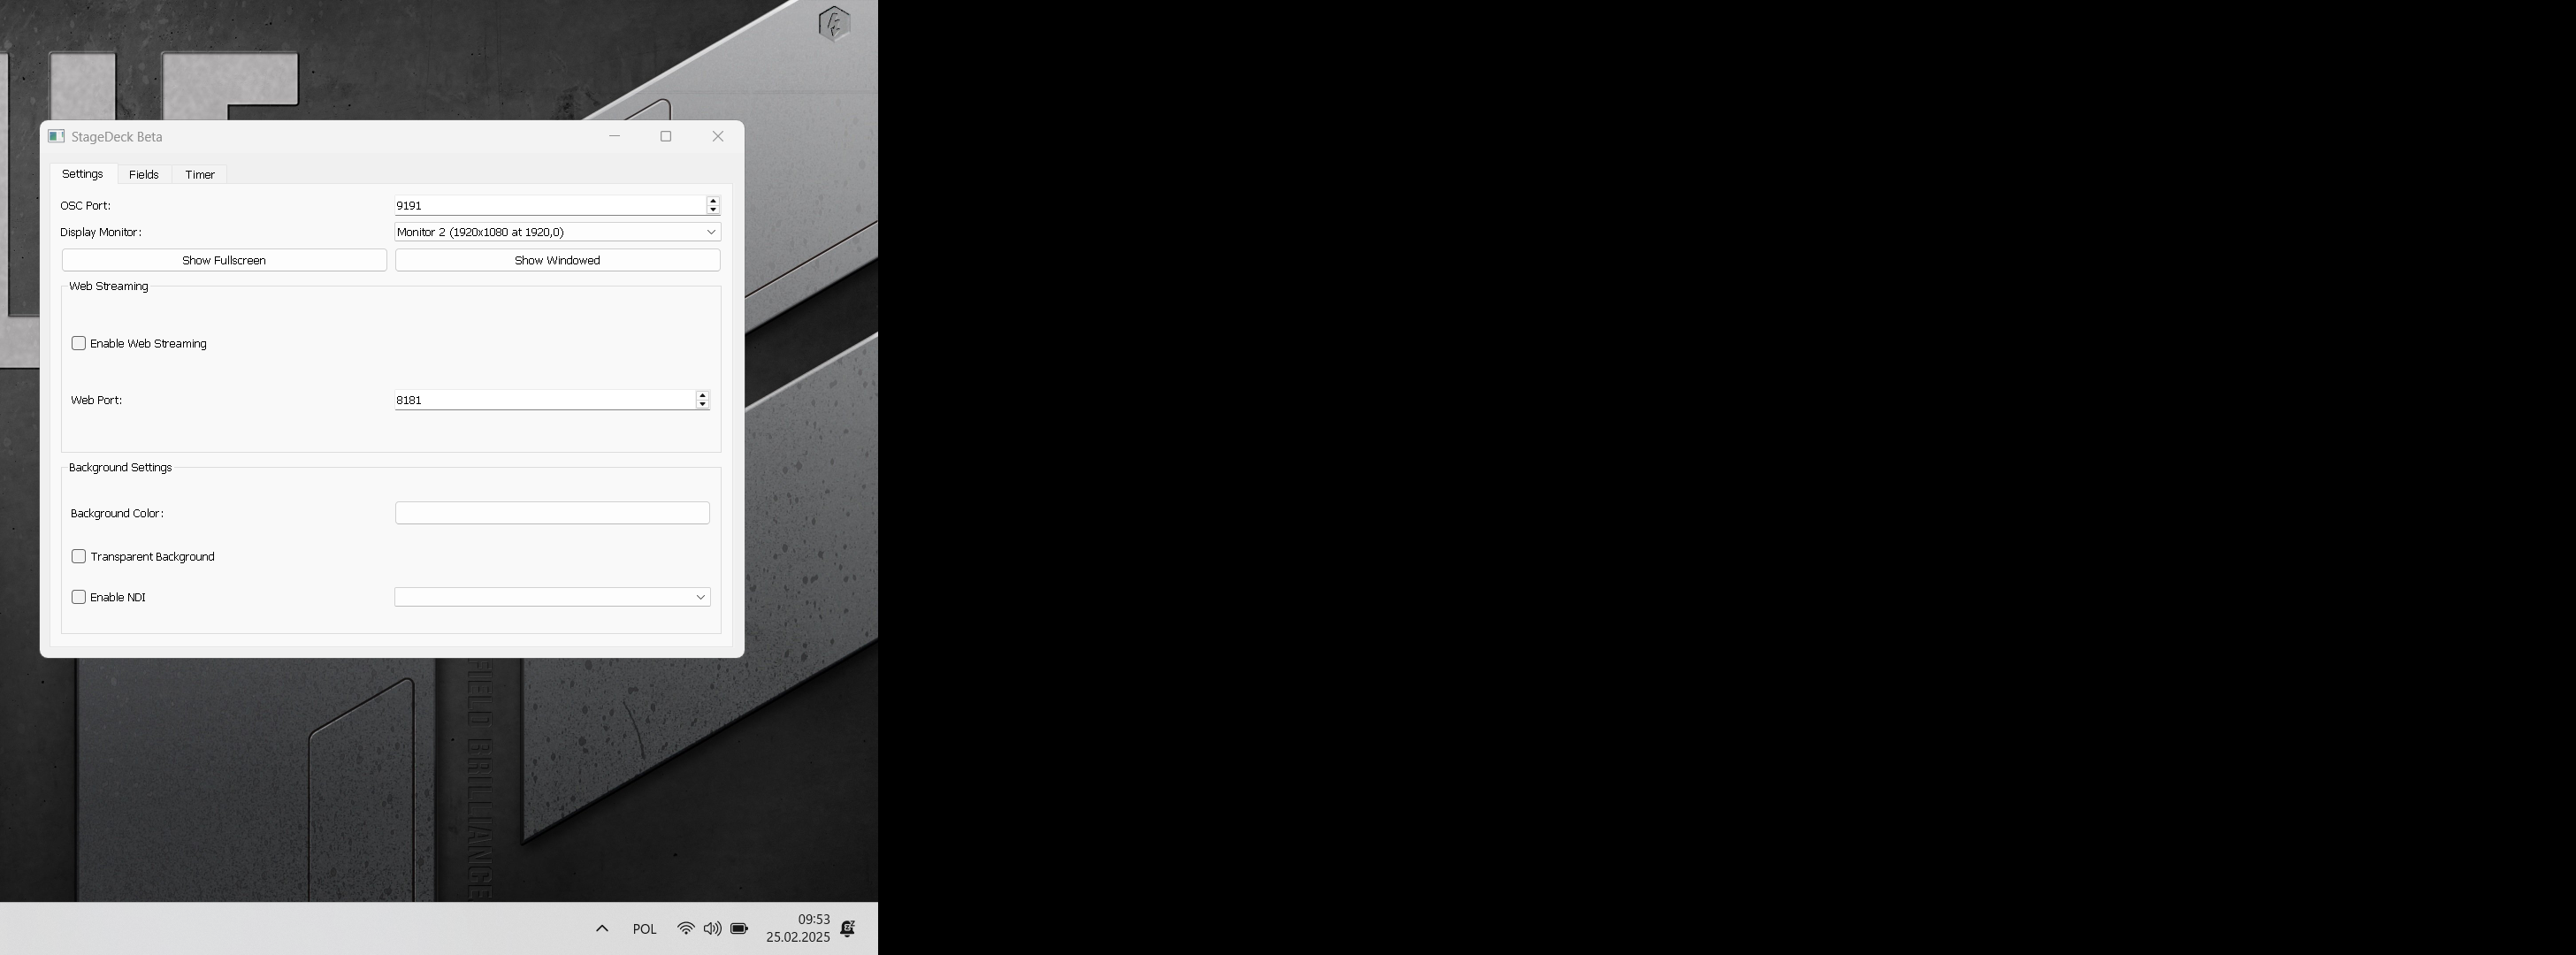 StageDeck Beta
Settings Fields Timer
OSC Port: 9191
Display Monitor: Monitor 2 (1920x1080 at 1920,0)
Show Fullscreen Show Windowed
Web Streaming
Enable Web Streaming
Web Port: 8181
Background Settings
Background Color:
Transparent Background
Enable NDI
FIELD BRILLIANCE
POL
09:53
25.02.2025